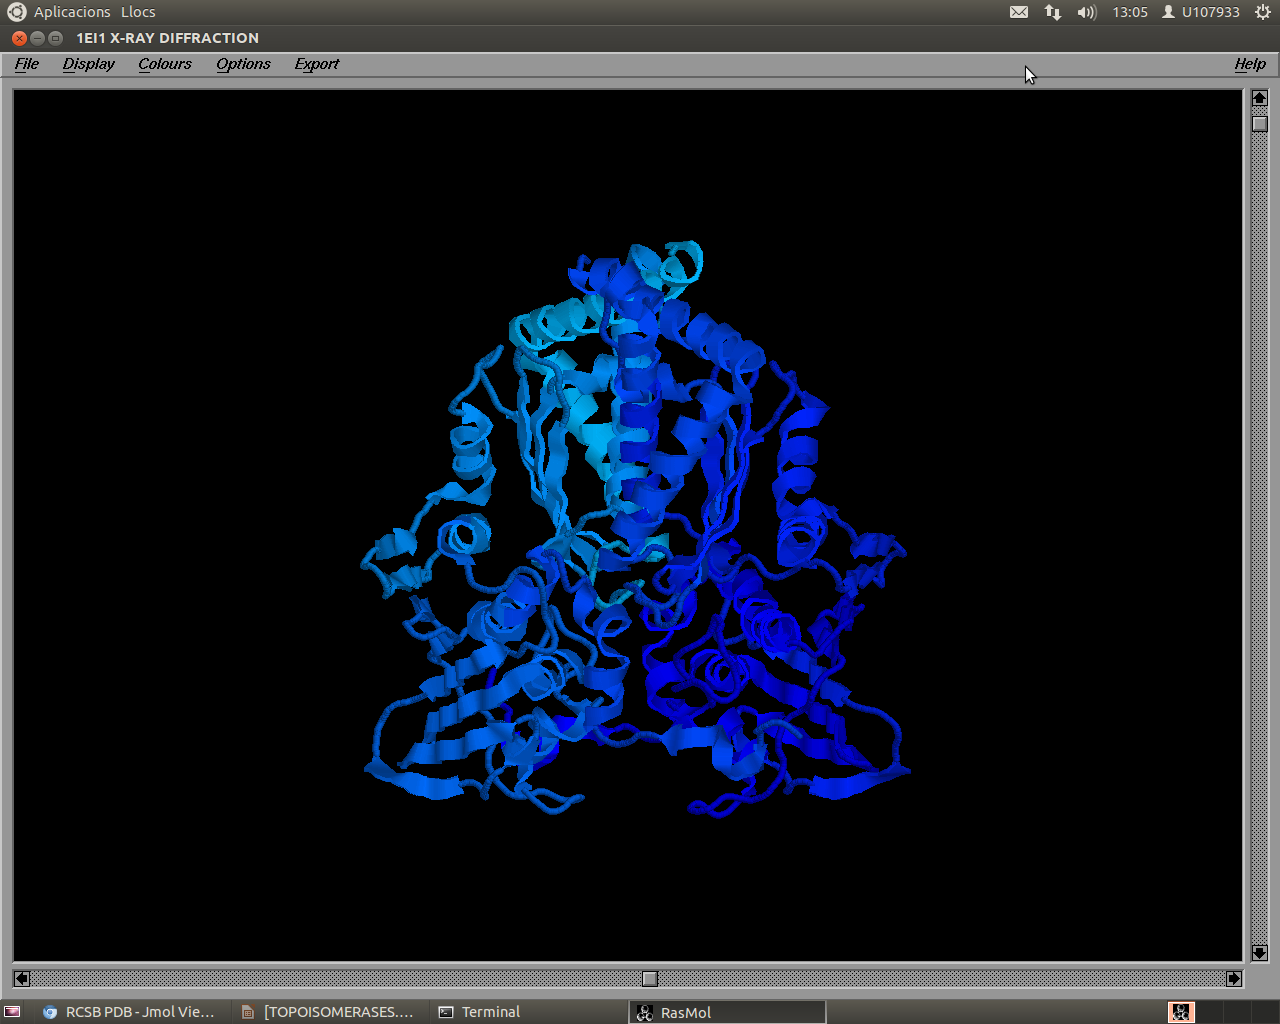 Aplicacions Llocs 13:05 U107933
1EI1 X-RAY DIFFRACTION
File Display Colours Options Export Help
RCSB PDB - Jmol Vie... [TOPOISOMERASES.... Terminal RasMol